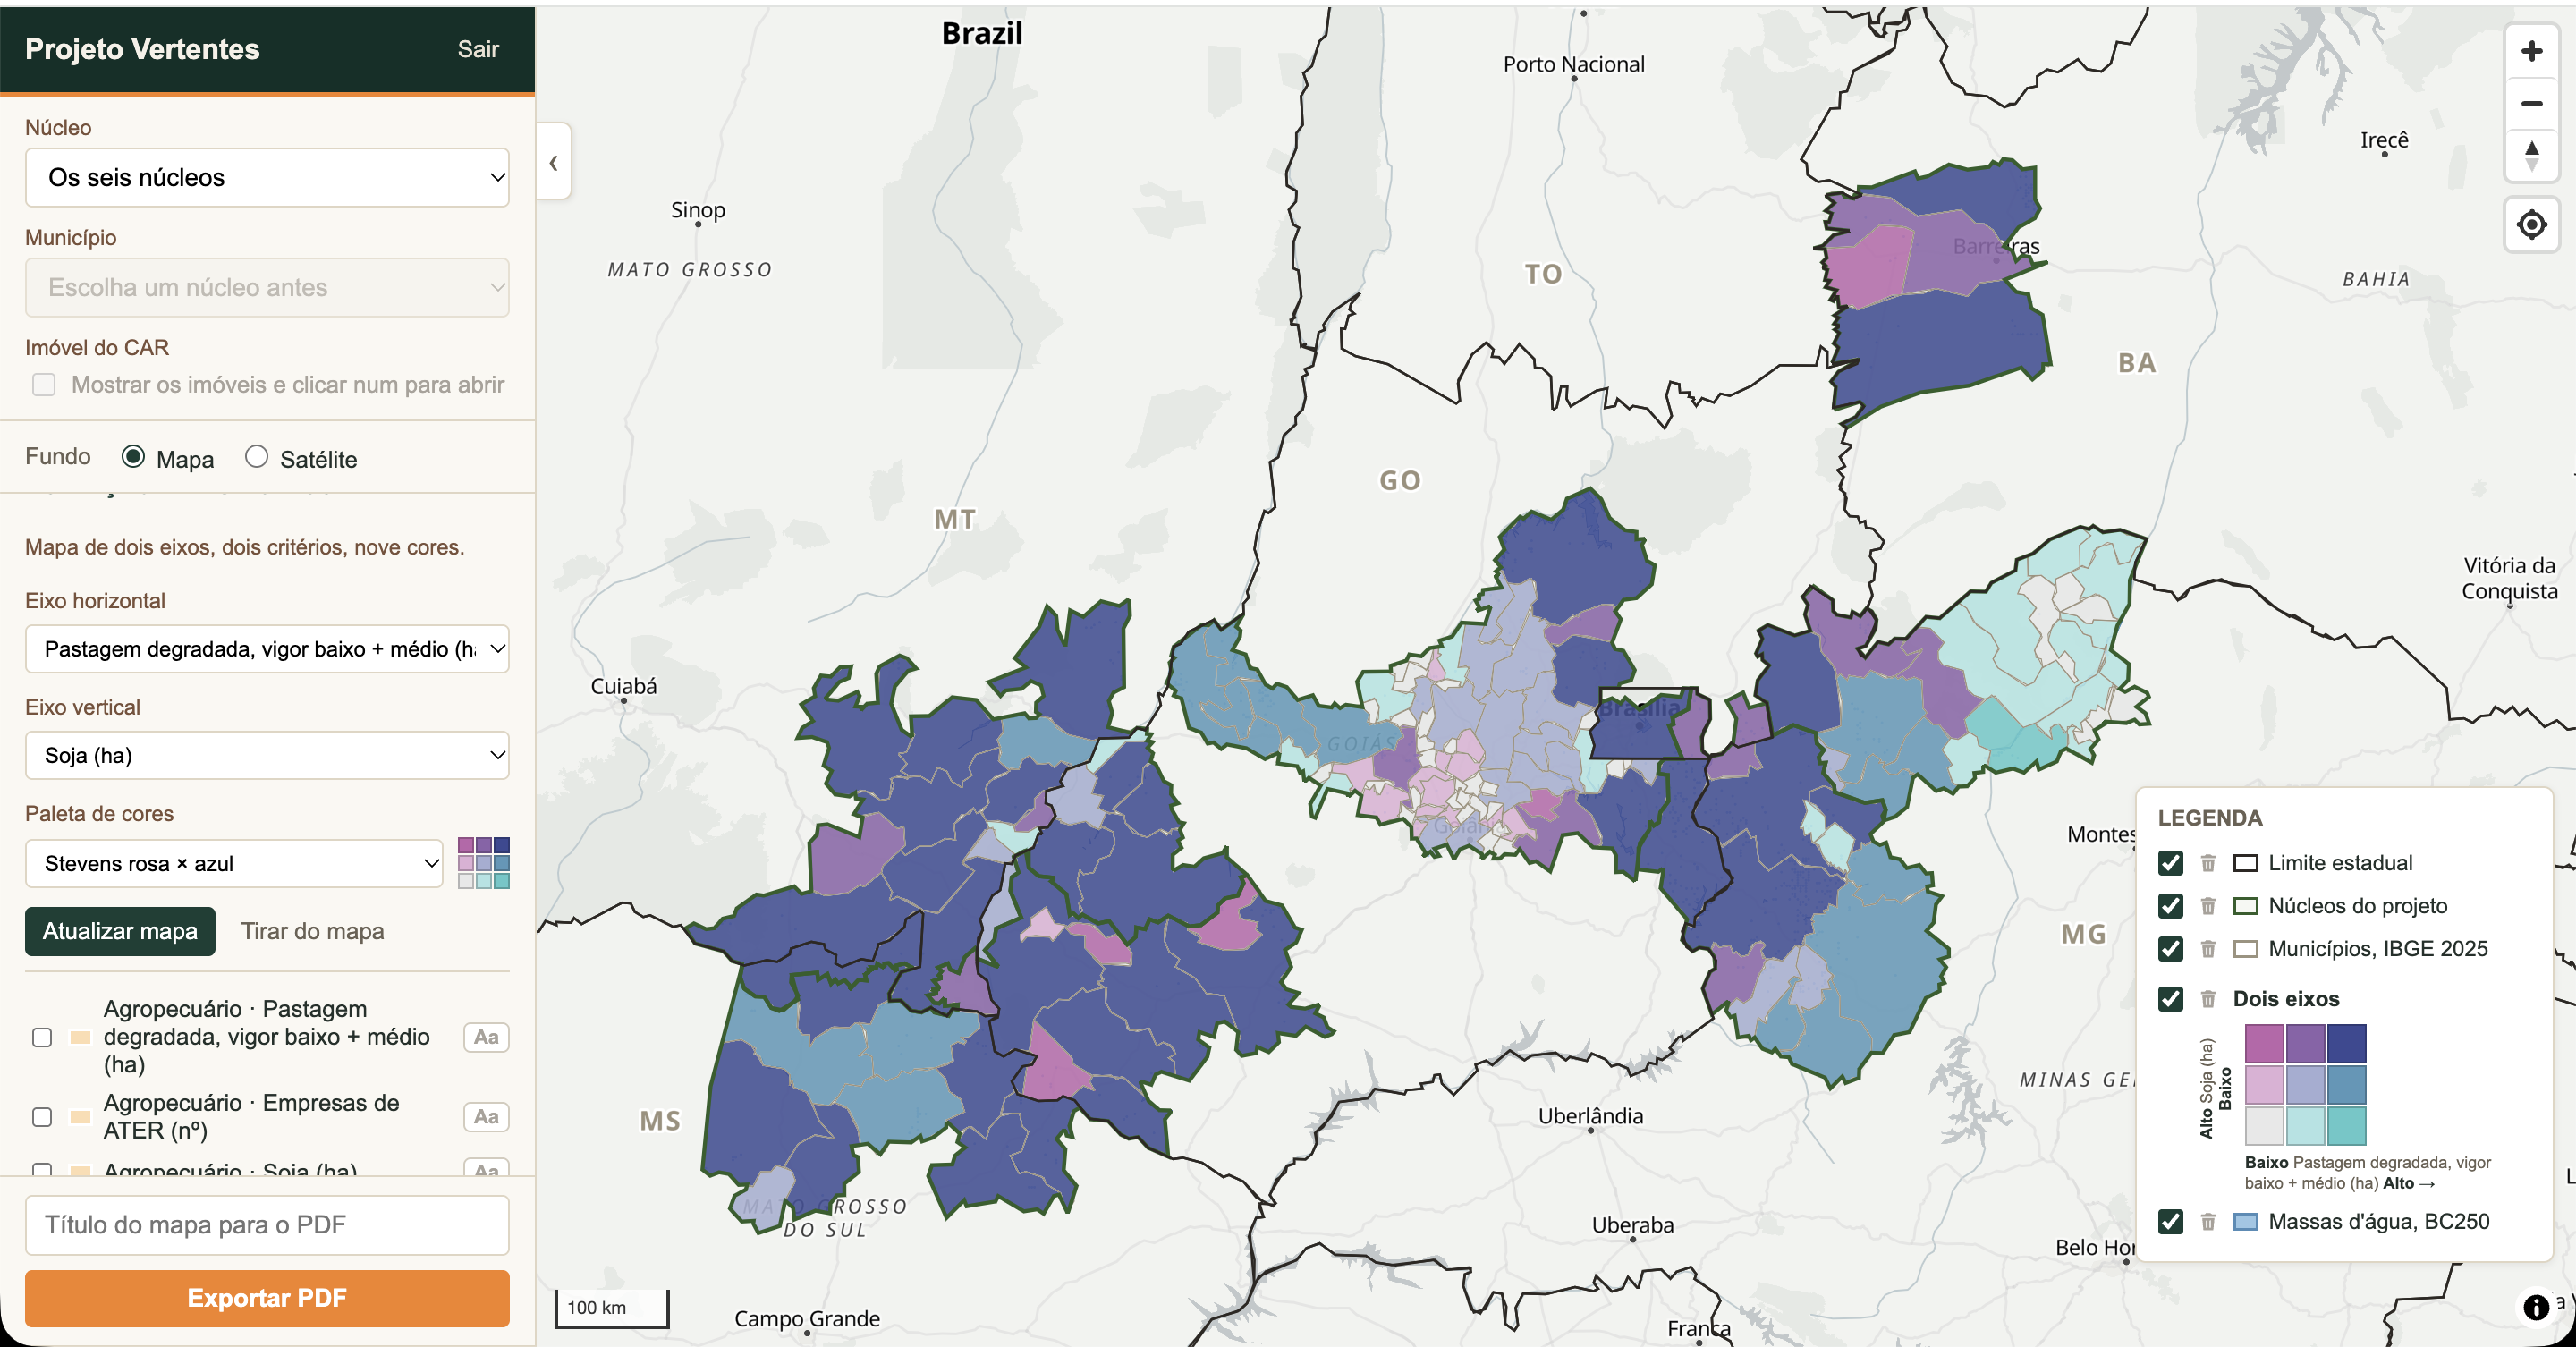 Projeto Vertentes
Sair
Núcleo
Os seis núcleos
Município
Escolha um núcleo antes
Imóvel do CAR
Mostrar os imóveis e clicar num para abrir
Fundo
Mapa
Satélite
Mapa de dois eixos, dois critérios, nove cores.
Eixo horizontal
Pastagem degradada, vigor baixo + médio (h
Eixo vertical
Soja (ha)
Paleta de cores
Stevens rosa × azul
Atualizar mapa
Tirar do mapa
Agropecuário · Pastagem
degradada, vigor baixo + médio
(ha)
Aa
Agropecuário · Empresas de
ATER (nº)
Aa
Agropecuário · Soja (ha)
Aa
Título do mapa para o PDF
Exportar PDF
Brazil
Porto Nacional
Irecê
Sinop
MATO GROSSO
Barreiras
BAHIA
TO
BA
GO
MT
Vitória da
Conquista
Cuiabá
Brasília
GOIÁS
Goiân
Montes
MG
MINAS GE
MS
Uberlândia
MATO GROSSO
DO SUL
Uberaba
Belo Hor
Campo Grande
Franca
100 km
LEGENDA
Limite estadual
Núcleos do projeto
Municípios, IBGE 2025
Dois eixos
Alto Soja (ha)
Baixo
Baixo Pastagem degradada, vigor
baixo + médio (ha) Alto →
Massas d'água, BC250